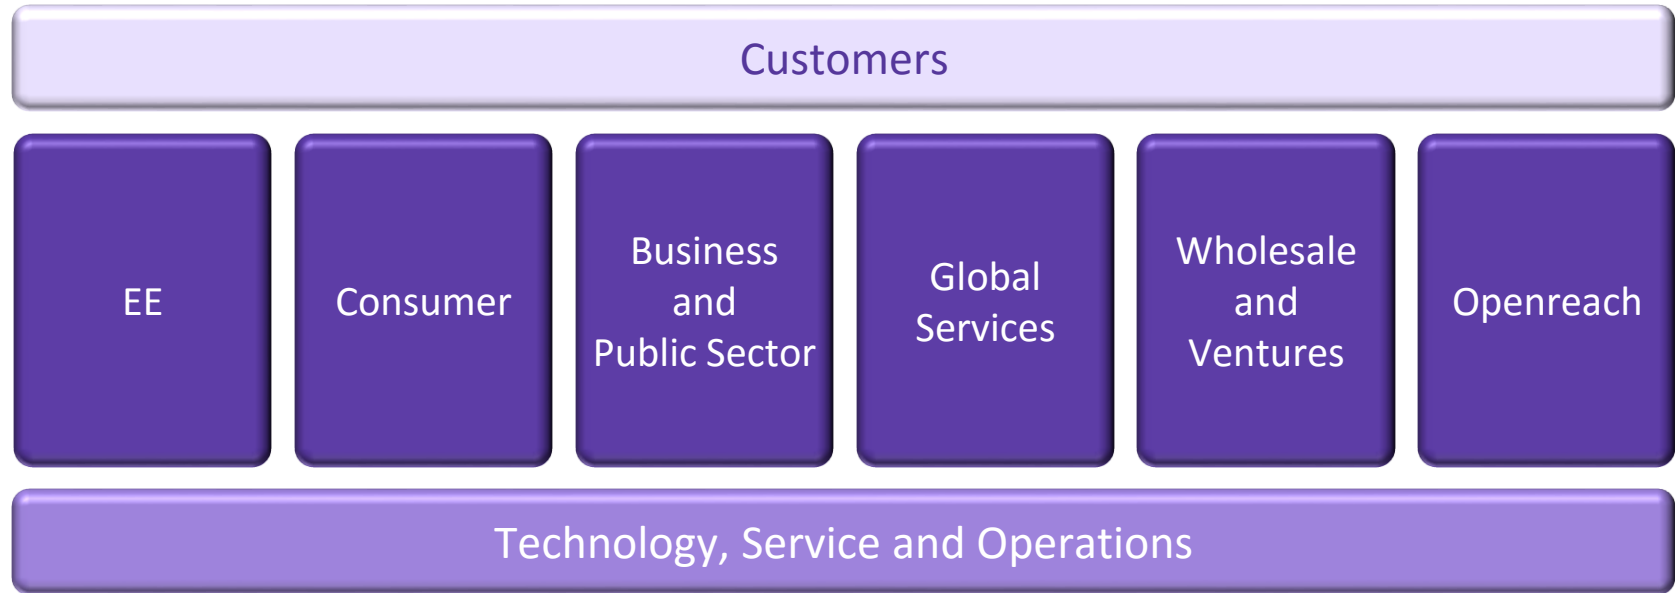 Customers
EE
Consumer
Business
and
Public Sector
Global
Services
Wholesale
and
Ventures
Openreach
Technology, Service and Operations